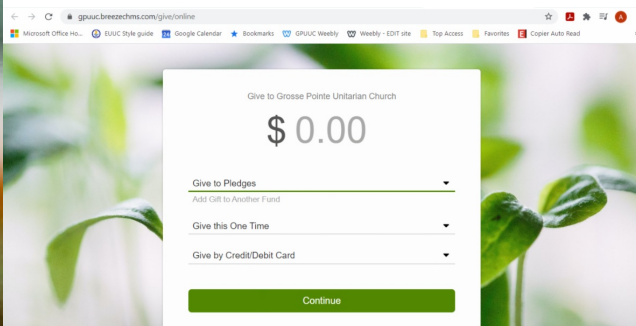 gpuuc.breezechms.com/give/online
Microsoft Office Ho... EUUC Style guide Google Calendar Bookmarks GPUUC Weebly Weebly - EDIT site Top Access Favorites Copier Auto Read
Give to Grosse Pointe Unitarian Church
$ 0.00
Give to Pledges
Add Gift to Another Fund
Give this One Time
Give by Credit/Debit Card
Continue